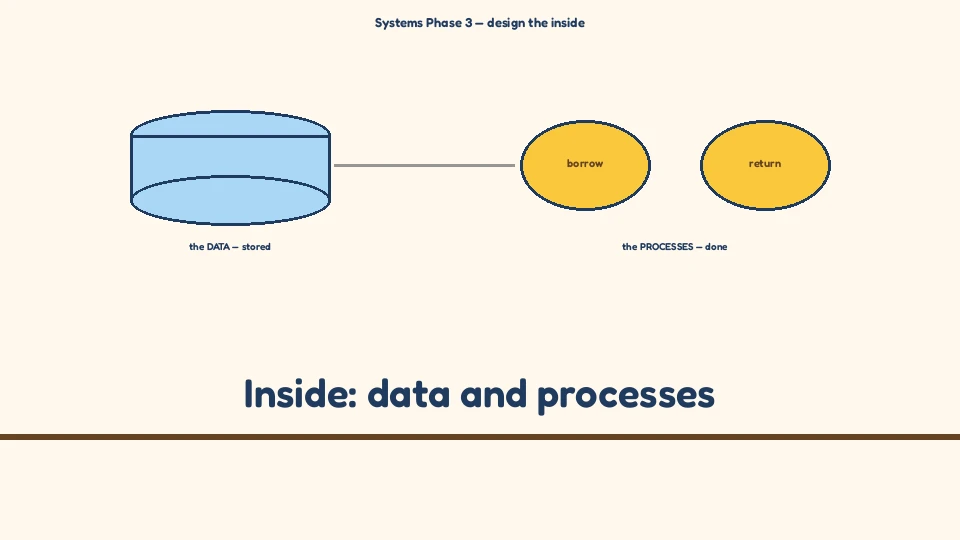 Systems Phase 3 — design the inside
borrow
return
the DATA — stored
the PROCESSES — done
Inside: data and processes